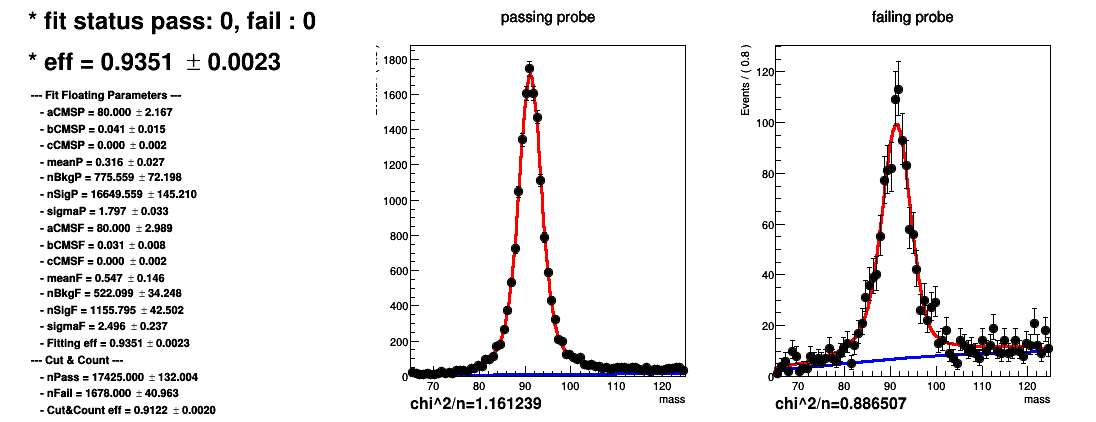 * fit status pass: 0, fail : 0
* eff = 0.9351 ± 0.0023
--- Fit Floating Parameters ---
- aCMSP = 80.000 ± 2.167
- bCMSP = 0.041 ± 0.015
- cCMSP = 0.000 ± 0.002
- meanP = 0.316 ± 0.027
- nBkgP = 775.559 ± 72.198
- nSigP = 16649.559 ± 145.210
- sigmaP = 1.797 ± 0.033
- aCMSF = 80.000 ± 2.989
- bCMSF = 0.031 ± 0.008
- cCMSF = 0.000 ± 0.002
- meanF = 0.547 ± 0.146
- nBkgF = 522.099 ± 34.248
- nSigF = 1155.795 ± 42.502
- sigmaF = 2.496 ± 0.237
- Fitting eff = 0.9351 ± 0.0023
--- Cut & Count ---
- nPass = 17425.000 ± 132.004
- nFail = 1678.000 ± 40.963
- Cut&Count eff = 0.9122 ± 0.0020
passing probe
1800
1600
1400
1200
1000
800
600
400
200
0
70 80 90 100 110 120
mass
chi^2/n=1.161239
failing probe
Events / ( 0.8 )
120
100
80
60
40
20
0
70 80 90 100 110 120
mass
chi^2/n=0.886507